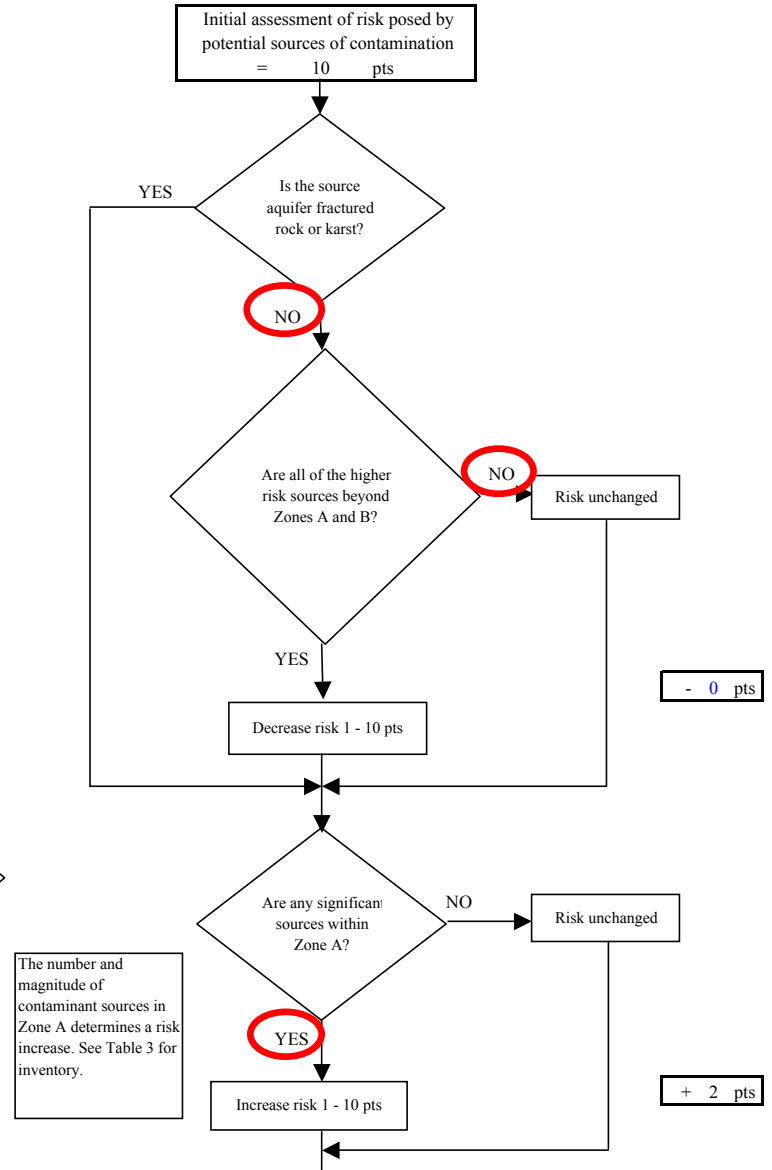 Initial assessment of risk posed by
potential sources of contamination
= 10 pts
YES
Is the source
aquifer fractured
rock or karst?
NO
Are all of the higher
risk sources beyond
Zones A and B?
NO
Risk unchanged
YES
- 0 pts
Decrease risk 1 - 10 pts
Are any significant
sources within
Zone A?
NO
Risk unchanged
The number and
magnitude of
contaminant sources in
Zone A determines a risk
increase. See Table 3 for
inventory.
YES
+ 2 pts
Increase risk 1 - 10 pts